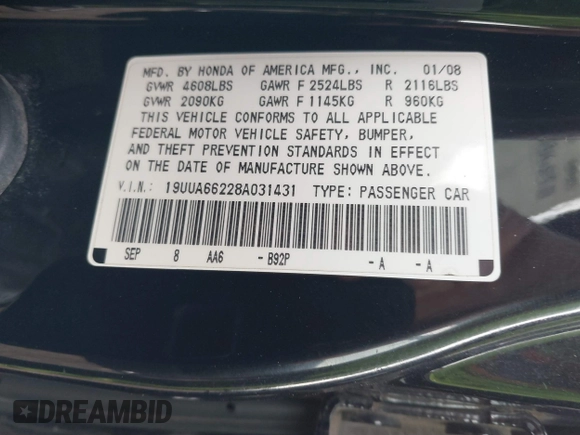 MFD. BY HONDA OF AMERICA MFG., INC. 01/08
GVWR 4608LBS GAWR F 2524LBS R 2116LBS
GVWR 2090KG GAWR F 1145KG R 960KG
THIS VEHICLE CONFORMS TO ALL APPLICABLE
FEDERAL MOTOR VEHICLE SAFETY, BUMPER,
AND THEFT PREVENTION STANDARDS IN EFFECT
ON THE DATE OF MANUFACTURE SHOWN ABOVE.
V.I.N.: 19UUA66228A031431 TYPE: PASSENGER CAR
SEP 8 AA6 - B92P - A - A
DREAMBID